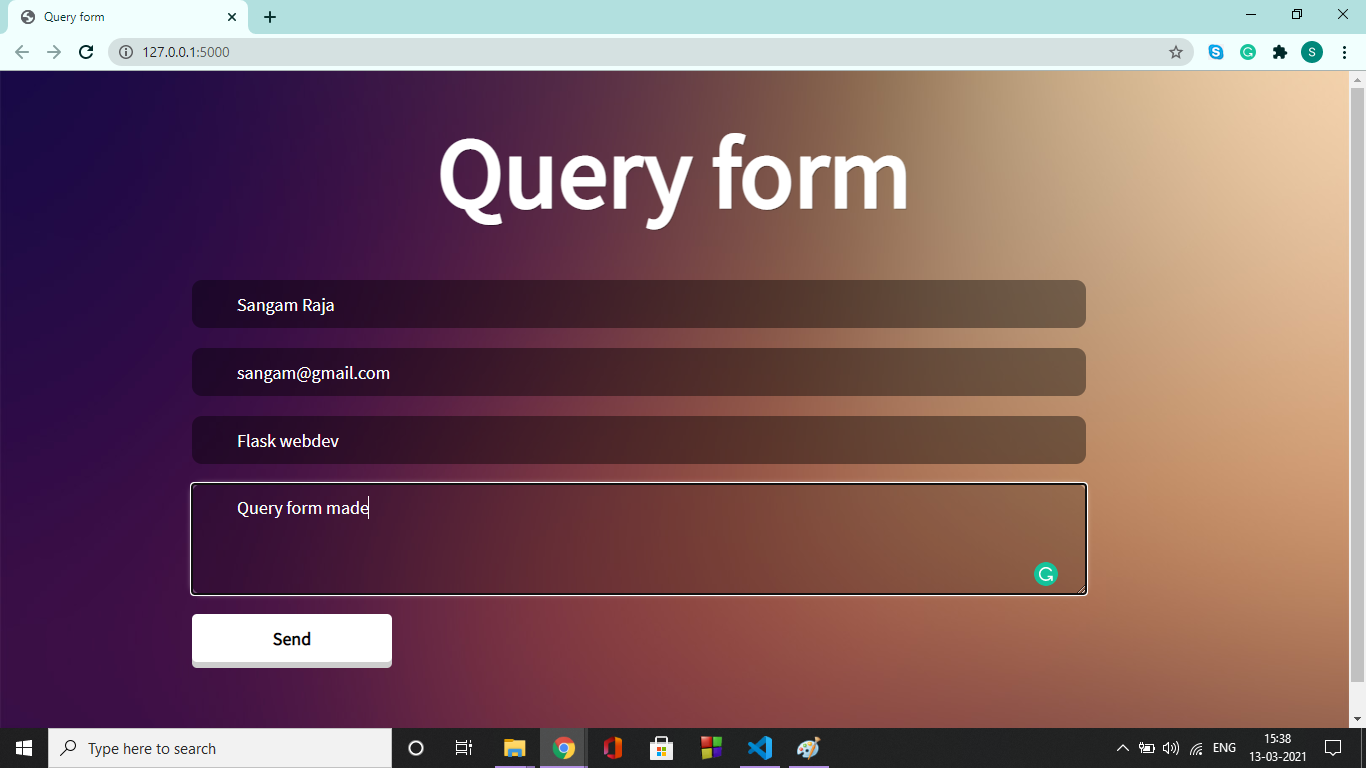 Query form
127.0.0.1:5000
S
Query form
Sangam Raja
sangam@gmail.com
Flask webdev
Query form made
Send
Type here to search
ENG
15:38
13-03-2021